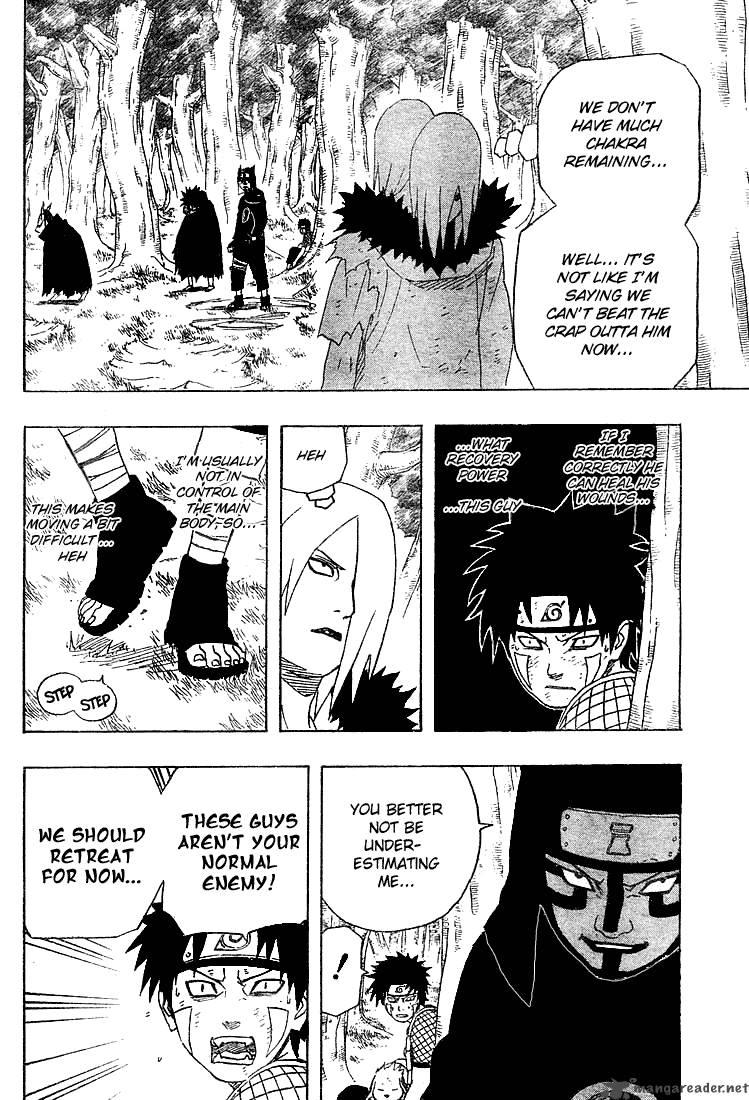 WE DON'T
HAVE MUCH
CHAKRA
REMAINING...
WELL... IT'S
NOT LIKE I'M
SAYING WE
CAN'T BEAT THE
CRAP OUTTA HIM
NOW...
IF I
REMEMBER
CORRECTLY HE
CAN HEAL HIS
WOUNDS...
...WHAT
RECOVERY
POWER
...THIS GUY
HEH
I'M USUALLY
NOT IN
CONTROL OF
THE MAIN
BODY, SO...
THIS MAKES
MOVING A BIT
DIFFICULT...
HEH
STEP
STEP
YOU BETTER
NOT BE
UNDER-
ESTIMATING
ME...
!
THESE GUYS
AREN'T YOUR
NORMAL
ENEMY!
WE SHOULD
RETREAT
FOR NOW...
mangareader.net